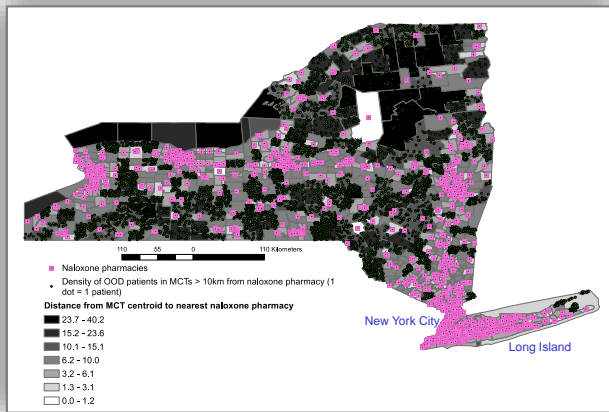 110 55 0 110 Kilometers
Naloxone pharmacies
Density of OOD patients in MCTs > 10km from naloxone pharmacy (1
dot = 1 patient)
Distance from MCT centroid to nearest naloxone pharmacy
23.7 - 40.2
15.2 - 23.6
10.1 - 15.1
6.2 - 10.0
3.2 - 6.1
1.3 - 3.1
0.0 - 1.2
New York City
Long Island